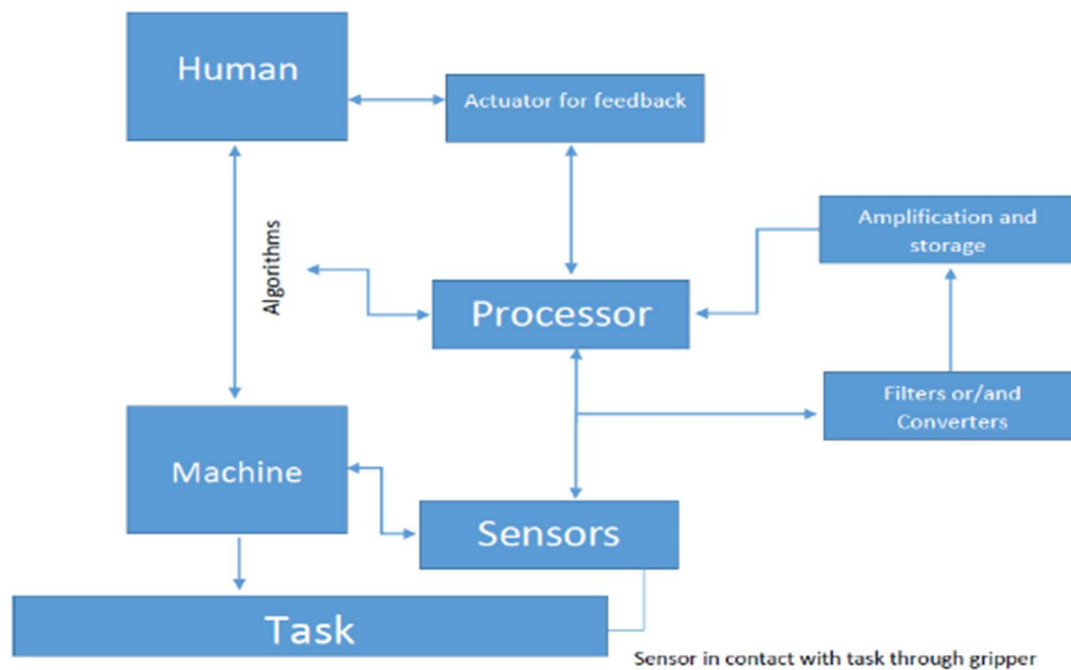 Human
Actuator for feedback
Amplification and
storage
Algorithms
Processor
Filters or/and
Converters
Machine
Sensors
Task
Sensor in contact with task through gripper